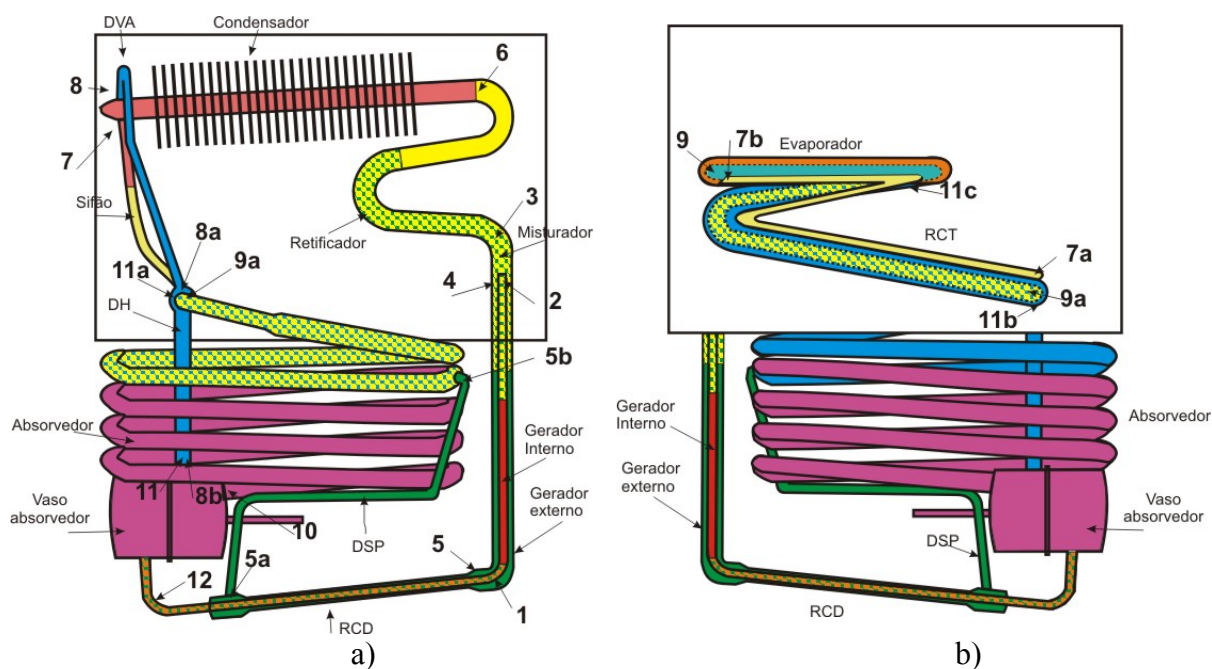 DVA
Condensador
8
6
7
Sifão
3
Retificador
Misturador
8a
11a
9a
4
2
DH
5b
Absorvedor
Gerador
Interno
11
8b
Vaso
absorvedor
10
DSP
Gerador
externo
5a
5
12
1
RCD
a)
9
7b
Evaporador
11c
RCT
7a
9a
11b
Gerador
Interno
Absorvedor
Gerador
externo
Vaso
absorvedor
DSP
RCD
b)